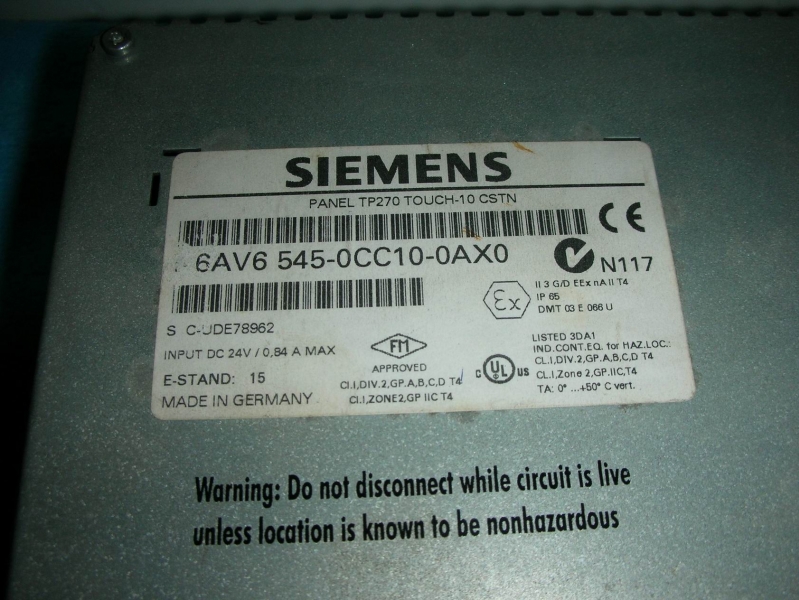 SIEMENS
PANEL TP270 TOUCH-10 CSTN
CE
6AV6 545-0CC10-0AX0
N117
Ex
II 3 G/D EEx nA II T4
IP 65
DMT 03 E 066 U
S C-UDE78962
INPUT DC 24V / 0,84 A MAX
E-STAND: 15
MADE IN GERMANY
FM
APPROVED
CI.I,DIV.2,GP.A,B,C,D T4
CI.I,ZONE2,GP IIC T4
C UL US
LISTED 3DA1
IND.CONT.EQ. for HAZ.LOC.:
CL.I,DIV.2,GP.A,B,C,D T4
CL.I,Zone 2,GP.IIC,T4
TA: 0° ...+50° C vert.
Warning: Do not disconnect while circuit is live
unless location is known to be nonhazardous